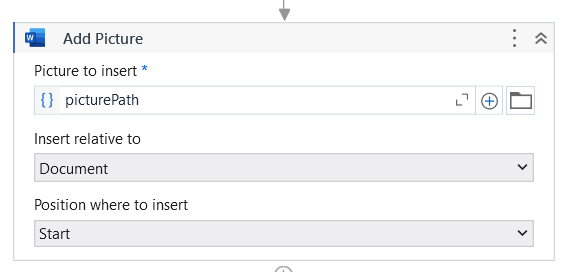 Add Picture
Picture to insert *
{} picturePath
Insert relative to
Document
Position where to insert
Start